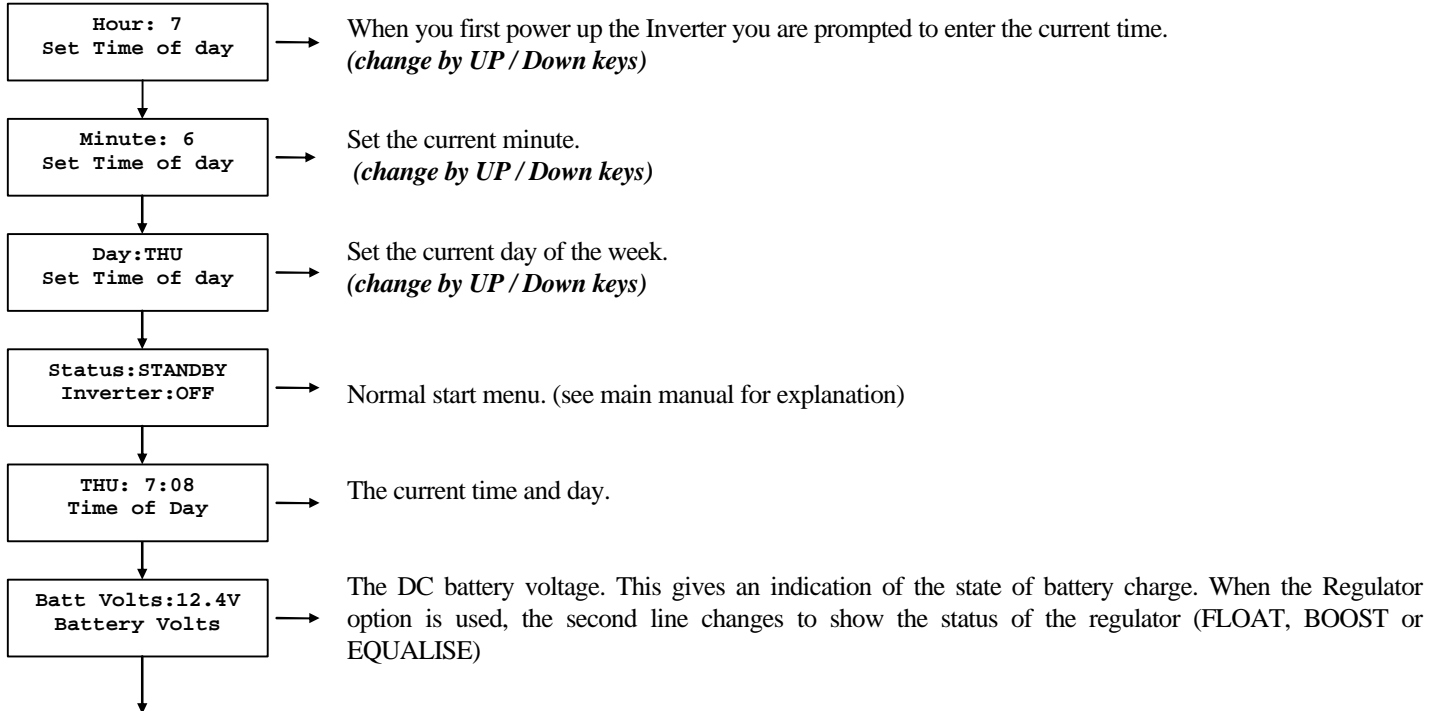 Hour: 7
Set Time of day
When you first power up the Inverter you are prompted to enter the current time.
(change by UP / Down keys)
Minute: 6
Set Time of day
Set the current minute.
(change by UP / Down keys)
Day:THU
Set Time of day
Set the current day of the week.
(change by UP / Down keys)
Status:STANDBY
Inverter:OFF
Normal start menu. (see main manual for explanation)
THU: 7:08
Time of Day
The current time and day.
Batt Volts:12.4V
Battery Volts
The DC battery voltage. This gives an indication of the state of battery charge. When the Regulator
option is used, the second line changes to show the status of the regulator (FLOAT, BOOST or
EQUALISE)